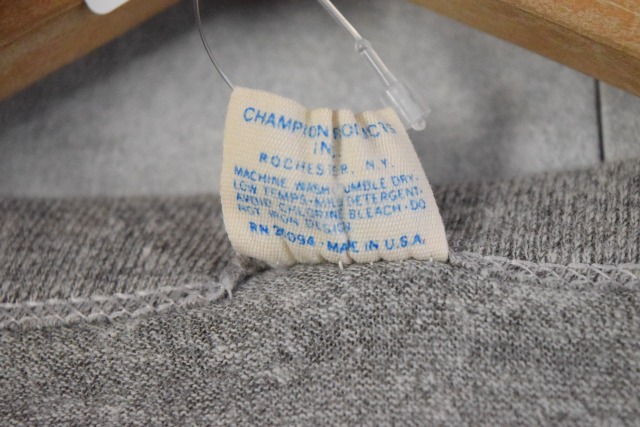 CHAMPION PRODUCTS
INC.
ROCHESTER, N.Y.
MACHINE WASH, TUMBLE DRY,
LOW TEMPS-MILD DETERGENT.
AVOID CHLORINE BLEACH-DO
NOT IRON DESIGN
RN 26094 - MADE IN U.S.A.